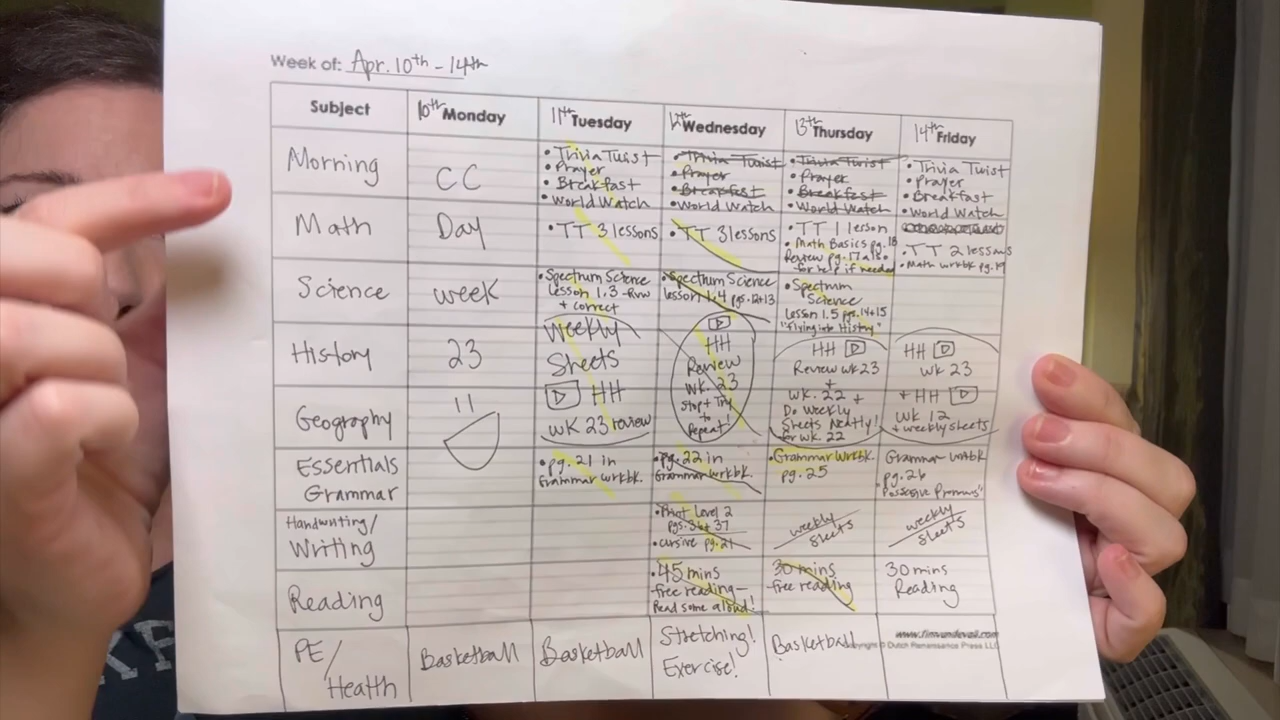 Week of: Apr. 10th - 14th
Subject
10th Monday
11th Tuesday
12th Wednesday
13th Thursday
14th Friday
Morning
CC
• Trivia Twist
• Prayer
• Breakfast
• World Watch
• Trivia Twist
• Prayer
• Breakfast
• World Watch
• Trivia Twist
• Prayer
• Breakfast
• World Watch
• Trivia Twist
• Prayer
• Breakfast
• World Watch
Math
Day
• TT 3 lessons
• TT 3 lessons
• TT 1 lesson
• Math Basics pg. 18
Review pg. 17 also
for help if needed
• TT 2 lessons
• Math wrkbk pg. 19
Science
week
• Spectrum Science
Lesson 1.3 - Rvw
+ correct
• Spectrum Science
lesson 1.4 pgs. 12+13
• Spectrum
Science
Lesson 1.5 pgs. 14+15
"Flying into History"
History
23
Weekly
Sheets
HH
Review
HH
Review wk 23
+
HH
wk 23
Geography
HH
wk 23 review
wk. 23
Stop + Try
to
Repeat!
wk. 22 +
Do Weekly
Sheets Neatly!
for wk. 22
+ HH
wk 12
+ weekly sheets
Essentials
Grammar
• pg. 21 in
Grammar wrkbk.
• pg. 22 in
Grammar wrkbk.
• Grammar Wrkbk.
pg. 25
Grammar wrkbk
pg. 26
"Possessive Pronouns"
Handwriting/
Writing
Level 2
• cursive pg. 21
weekly
sheets
weekly
sheets
Reading
• 45 mins
free reading—
Read some aloud!
30 mins
free reading
30 mins
Reading
PE/
Health
Basketball
Basketball
Stretching!
Exercise!
Basketball
© Dutch Renaissance Press LLC